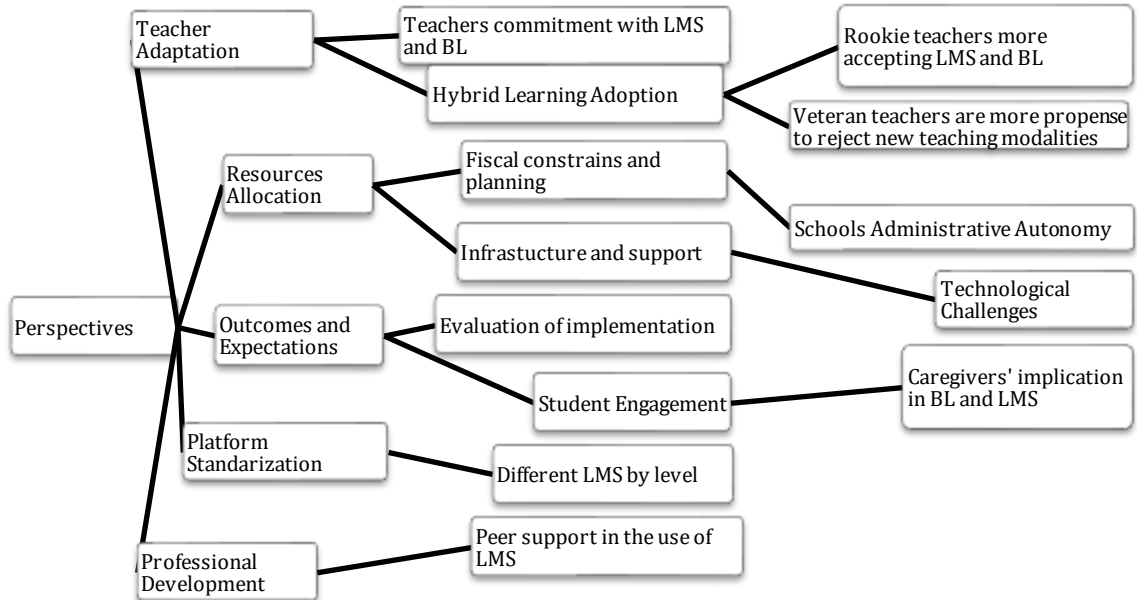 Teacher
Adaptation
Teachers commitment with LMS
and BL
Hybrid Learning Adoption
Rookie teachers more
accepting LMS and BL
Veteran teachers are more propense
to reject new teaching modalities
Resources
Allocation
Fiscal constrains and
planning
Schools Administrative Autonomy
Infrastucture and support
Technological
Challenges
Perspectives
Outcomes and
Expectations
Evaluation of implementation
Student Engagement
Caregivers' implication
in BL and LMS
Platform
Standarization
Different LMS by level
Professional
Development
Peer support in the use of
LMS